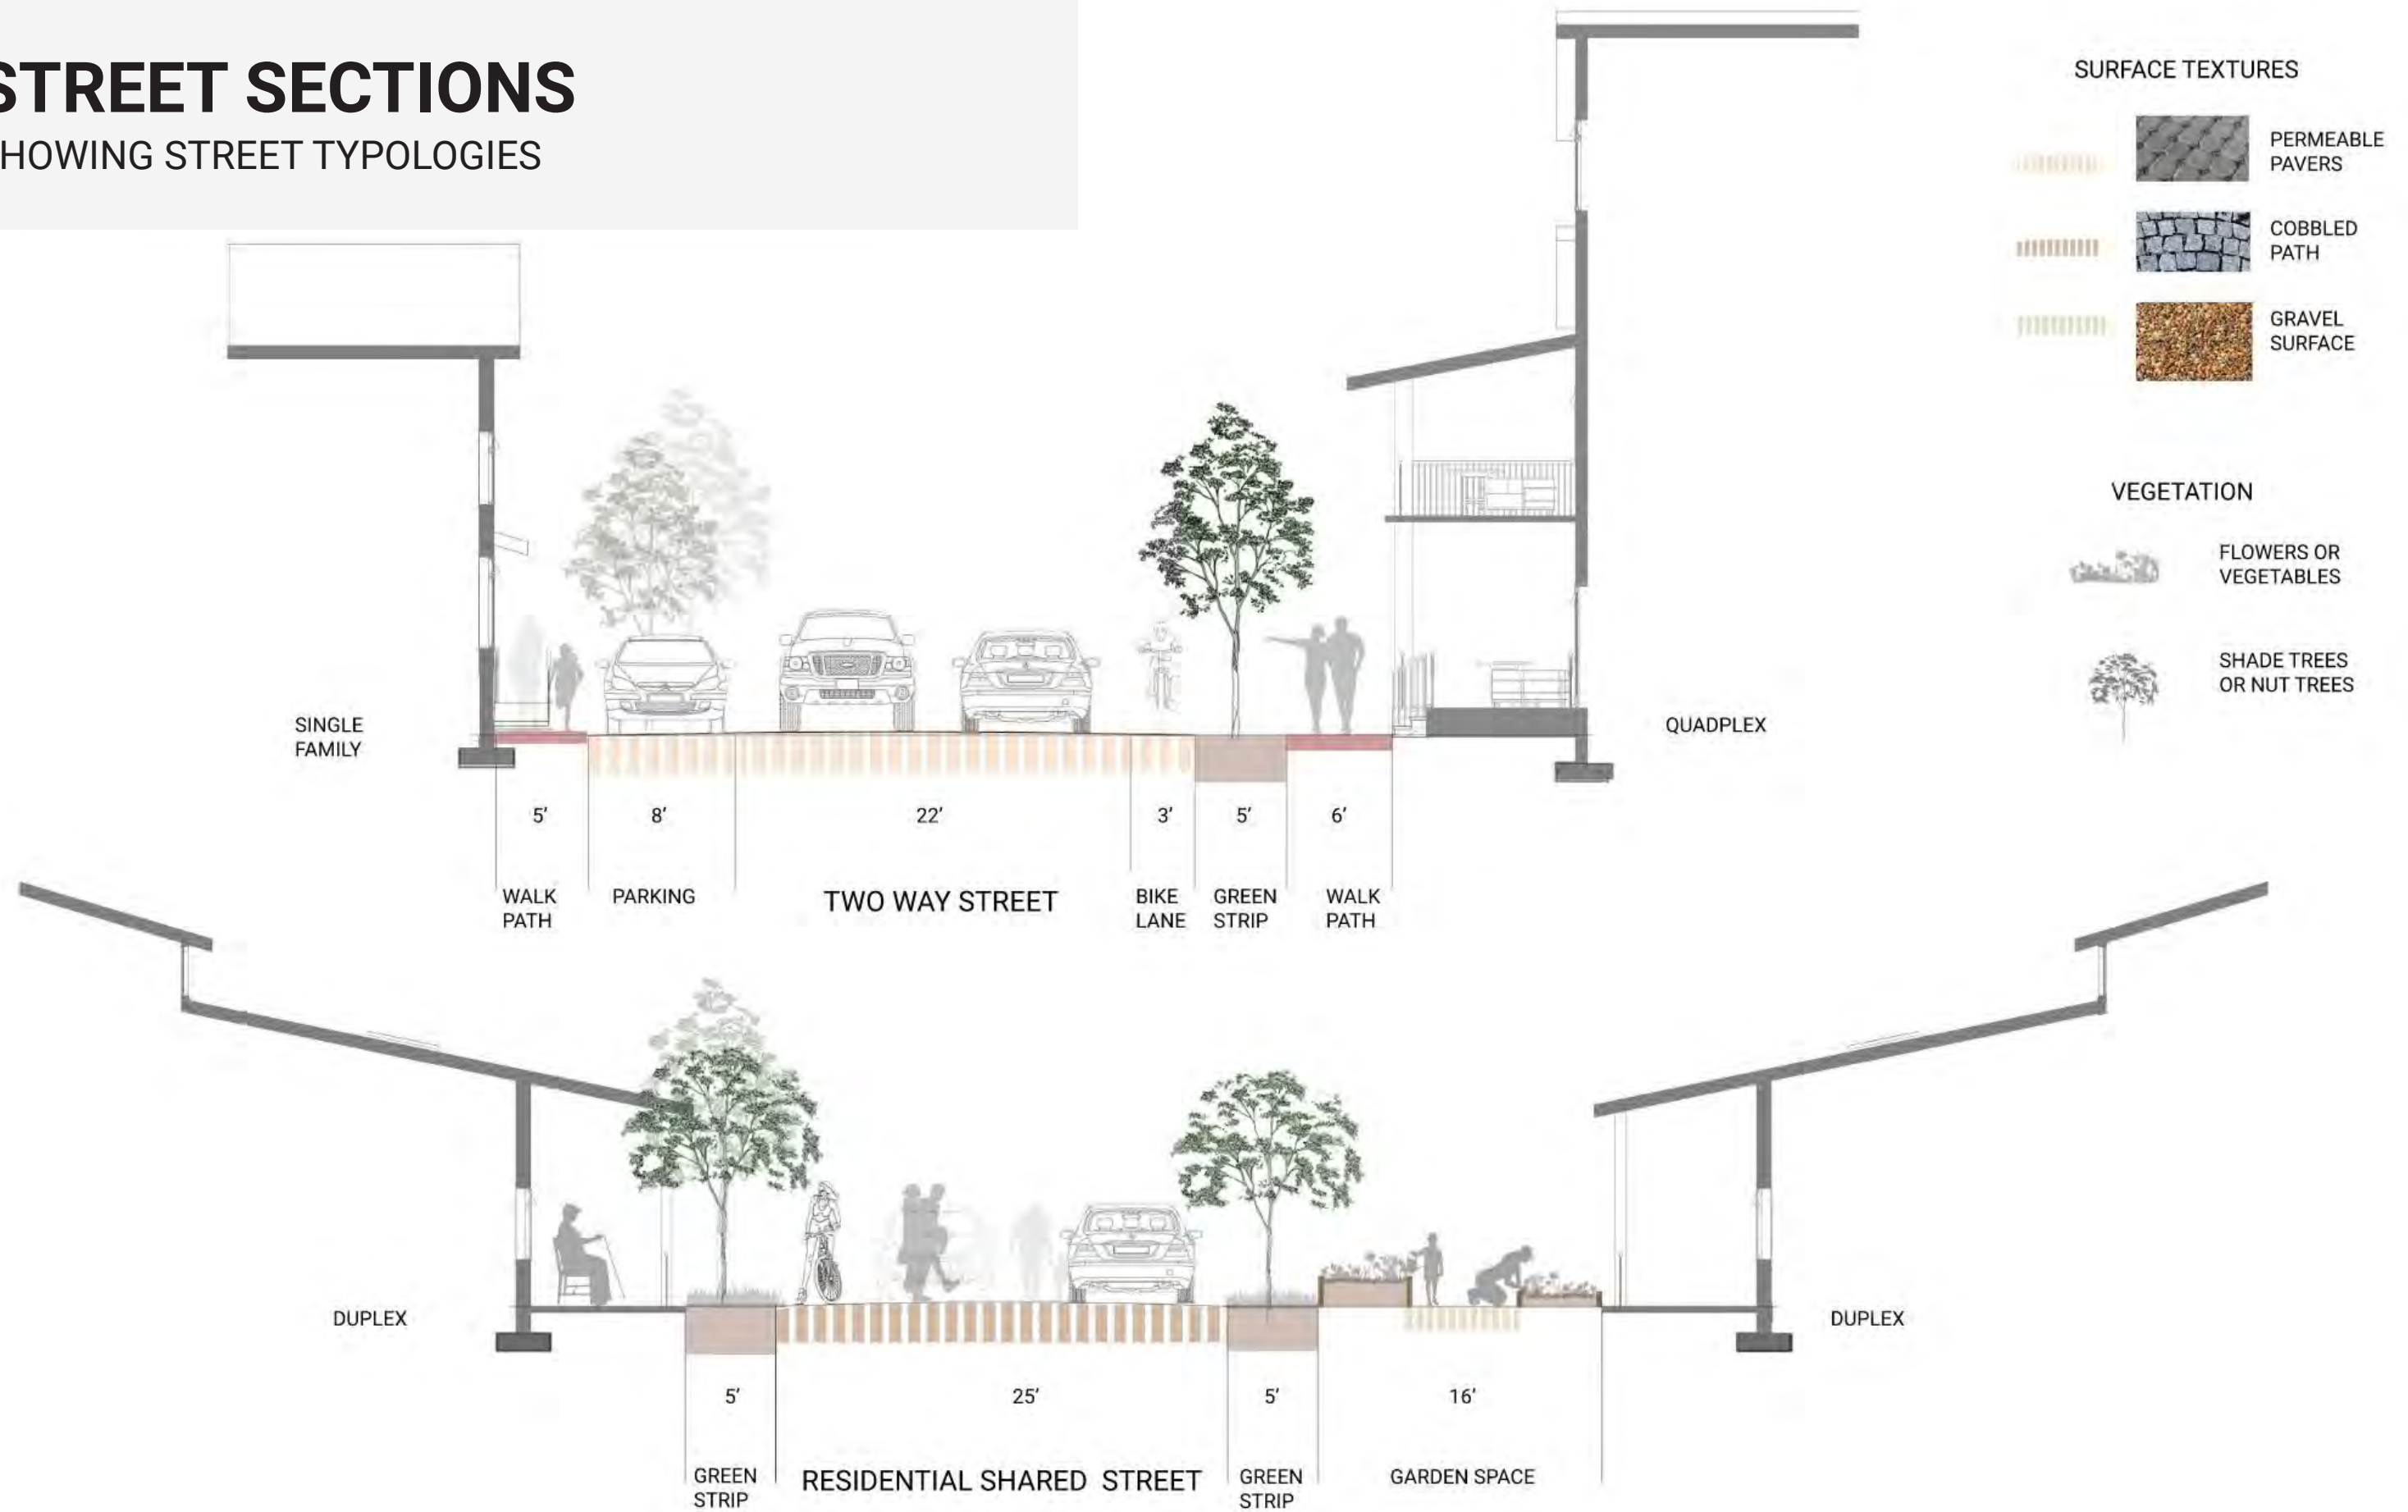 STREET SECTIONS
HOWING STREET TYPOLOGIES
SURFACE TEXTURES
PERMEABLE
PAVERS
COBBLED
PATH
GRAVEL
SURFACE
VEGETATION
FLOWERS OR
VEGETABLES
SHADE TREES
OR NUT TREES
SINGLE
FAMILY
QUADPLEX
5’
8’
22’
3’
5’
6’
WALK
PATH
PARKING
TWO WAY STREET
BIKE
LANE
GREEN
STRIP
WALK
PATH
DUPLEX
DUPLEX
5’
25’
5’
16’
GREEN
STRIP
RESIDENTIAL SHARED STREET
GREEN
STRIP
GARDEN SPACE